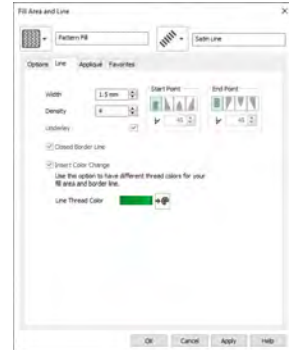 Fill Area and Line
Pattern Fill
Satin Line
Options Line Appliqué Favorites
Width 1.5 mm
Density 4
Underlay
Start Point
45
End Point
45
Closed Border Line
Insert Color Change
Use the option to have different thread colors for your
fill area and border line.
Line Thread Color
OK Cancel Apply Help